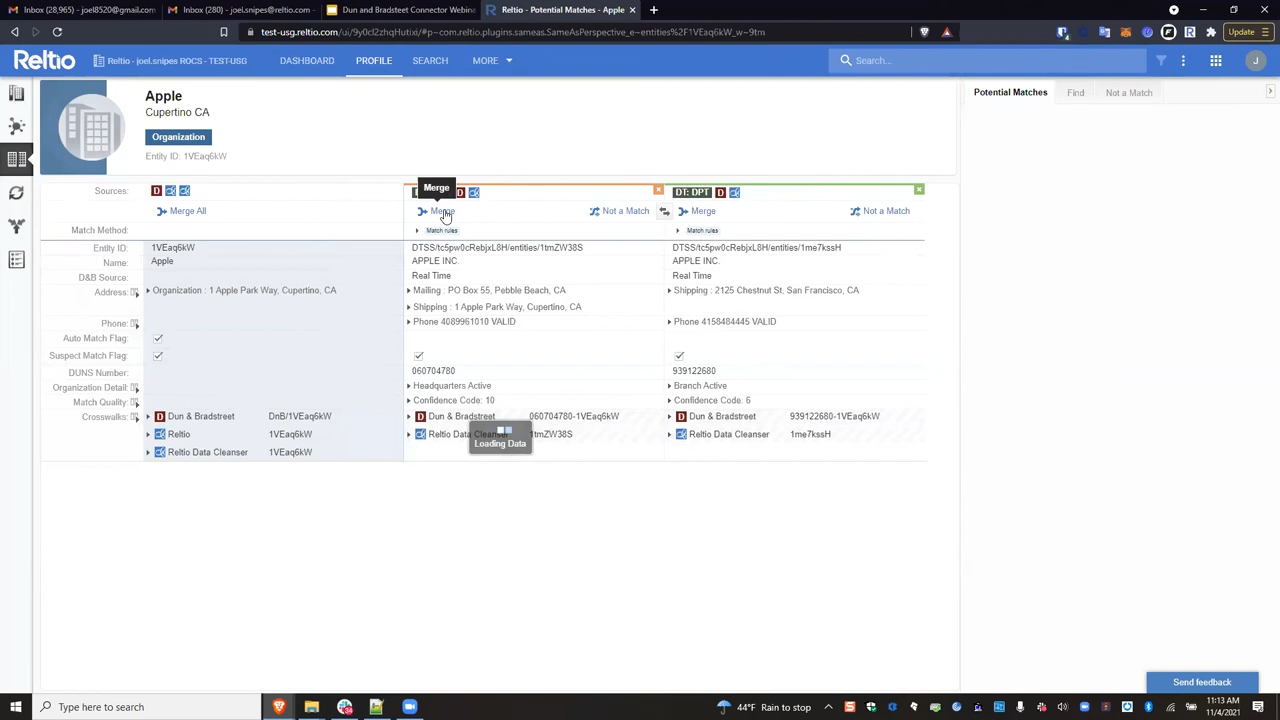 Inbox (28,965) - joel8520@gmail.co
Inbox (280) - joel.snipes@reltio.co
Dun and Bradsteet Connector Webina
Reltio - Potential Matches - Apple
test-usg.reltio.com/ui/9y0cl2zhqHutixi/#p~com.reltio.plugins.sameas.SameAsPerspective_e~entities%2F1VEaq6kW_w~9tm
Update
Reltio
Reltio - joel.snipes ROCS - TEST-USG
DASHBOARD
PROFILE
SEARCH
MORE
Search...
J
Apple
Cupertino CA
Organization
Entity ID: 1VEaq6kW
Potential Matches
Find
Not a Match
Merge
Sources:
D
D
DT: DPT
D
Merge All
Merge
Not a Match
Merge
Not a Match
Match Method:
Match rules
Match rules
Entity ID:
1VEaq6kW
DTSS/tc5pw0cRebjxL8H/entities/1tmZW38S
DTSS/tc5pw0cRebjxL8H/entities/1me7kssH
Name:
Apple
APPLE INC.
APPLE INC.
D&B Source:
Real Time
Real Time
Address:
Organization : 1 Apple Park Way, Cupertino, CA
Mailing : PO Box 55, Pebble Beach, CA
Shipping : 2125 Chestnut St, San Francisco, CA
Shipping : 1 Apple Park Way, Cupertino, CA
Phone:
Phone 4089961010 VALID
Phone 4158484445 VALID
Auto Match Flag:
Suspect Match Flag:
DUNS Number:
060704780
939122680
Organization Detail:
Headquarters Active
Branch Active
Match Quality:
Confidence Code: 10
Confidence Code: 6
Crosswalks:
Dun & Bradstreet
DnB/1VEaq6kW
D Dun & Bradstreet
060704780-1VEaq6kW
D Dun & Bradstreet
939122680-1VEaq6kW
Reltio
1VEaq6kW
Reltio Data Cleanser
1tmZW38S
Reltio Data Cleanser
1me7kssH
Reltio Data Cleanser
1VEaq6kW
Loading Data
Send feedback
Type here to search
44°F Rain to stop
11:13 AM
11/4/2021